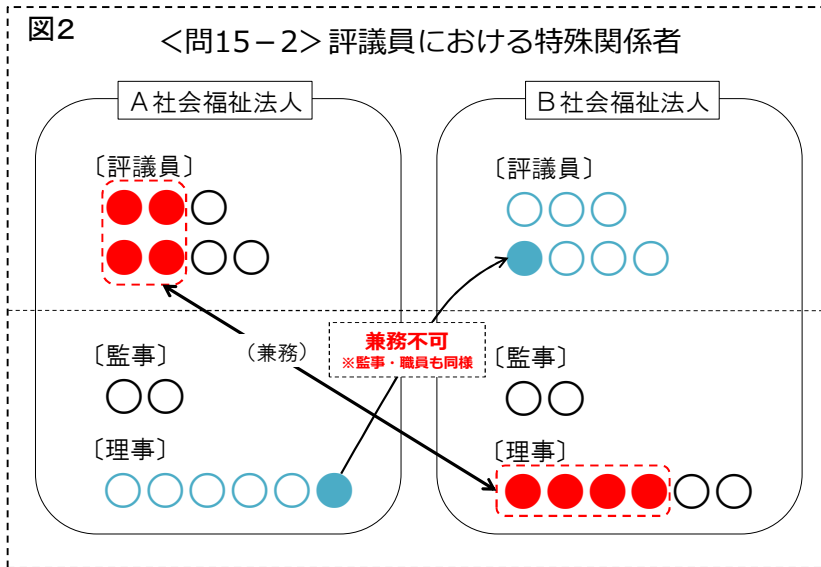 図2
<問15-2>評議員における特殊関係者
A社会福祉法人
B社会福祉法人
〔評議員〕
〔評議員〕
兼務不可
※監事・職員も同様
〔監事〕
(兼務)
〔監事〕
〔理事〕
〔理事〕